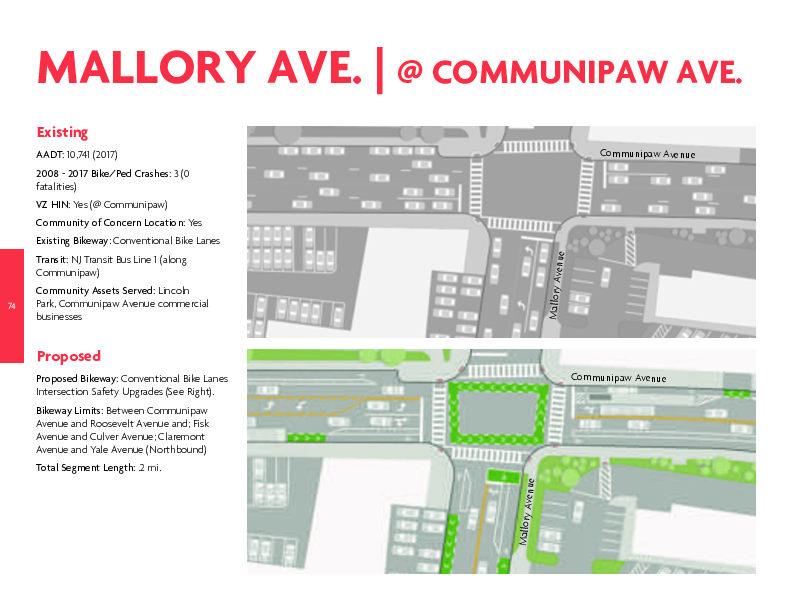 MALLORY AVE. | @ COMMUNIPAW AVE.
Existing
AADT: 10,741 (2017)
2008 - 2017 Bike/Ped Crashes: 3 (0
fatalities)
VZ HIN: Yes (@ Communipaw)
Community of Concern Location: Yes
Existing Bikeway: Conventional Bike Lanes
Transit: NJ Transit Bus Line 1 (along
Communipaw)
Community Assets Served: Lincoln
Park, Communipaw Avenue commercial
businesses
74
Proposed
Proposed Bikeway: Conventional Bike Lanes
Intersection Safety Upgrades (See Right).
Bikeway Limits: Between Communipaw
Avenue and Roosevelt Avenue and; Fisk
Avenue and Culver Avenue; Claremont
Avenue and Yale Avenue (Northbound)
Total Segment Length: .2 mi.
Communipaw Avenue
Mallory Avenue
Communipaw Avenue
Mallory Avenue